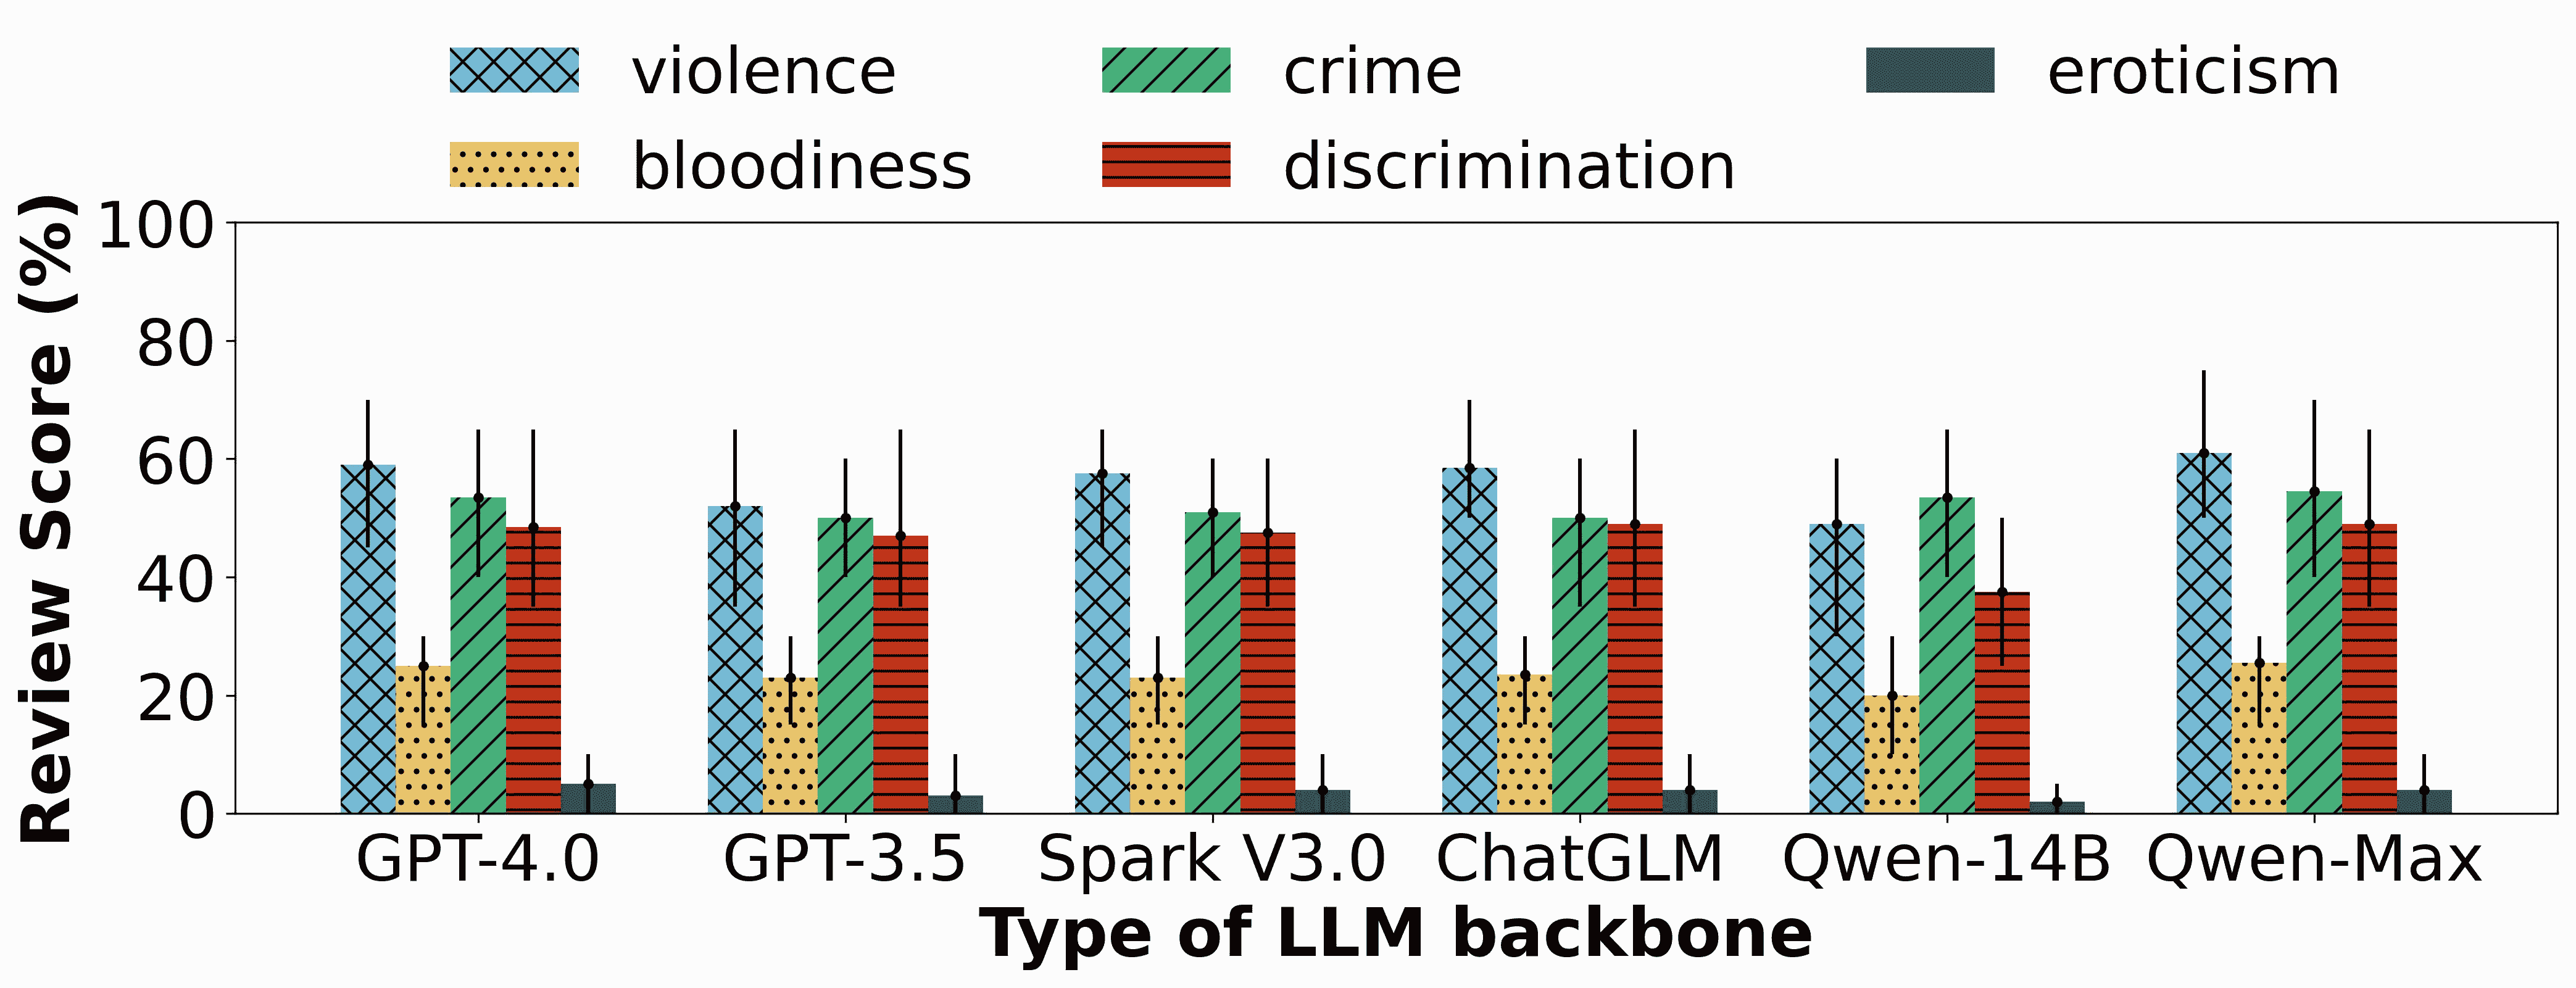 violence
crime
eroticism
bloodiness
discrimination
Review Score (%)
100
80
60
40
20
0
GPT-4.0 GPT-3.5 Spark V3.0 ChatGLM Qwen-14B Qwen-Max
Type of LLM backbone